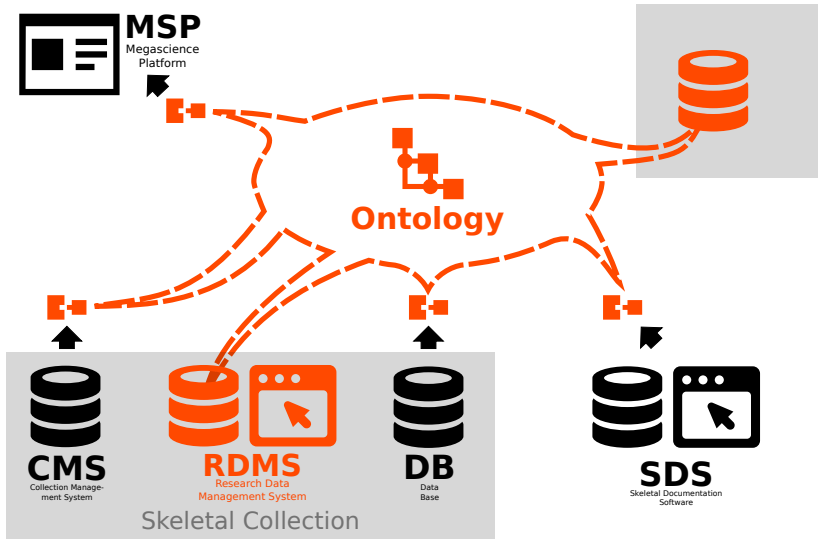 MSP
Megascience
Platform
Ontology
CMS
Collection Manage-
ment System
RDMS
Research Data
Management System
DB
Data
Base
SDS
Skeletal Documentation
Software
Skeletal Collection